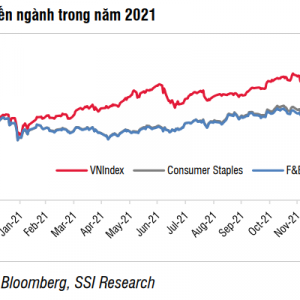 ền ngành trong năm 2021
VNIndex Consumer Staples F&B
Jan-21 Feb-21 Mar-21 Apr-21 May-21 Jun-21 Jul-21 Aug-21 Sep-21 Oct-21 Nov-21
Bloomberg, SSI Research